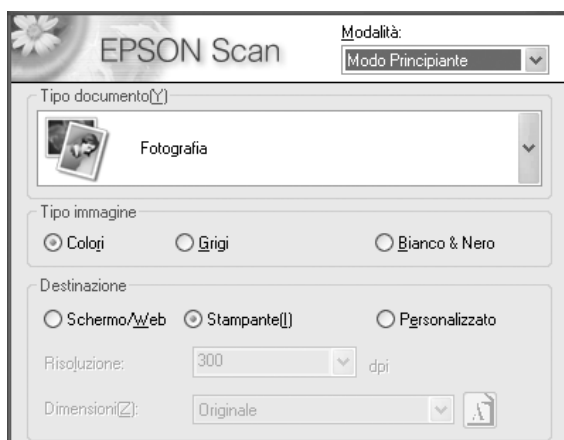 EPSON Scan
Modalità:
Modo Principiante
Tipo documento(Y)
Fotografia
Tipo immagine
Colori Grigi Bianco & Nero
Destinazione
Schermo/Web Stampante(I) Personalizzato
Risoluzione: 300 dpi
Dimensioni(Z): Originale A